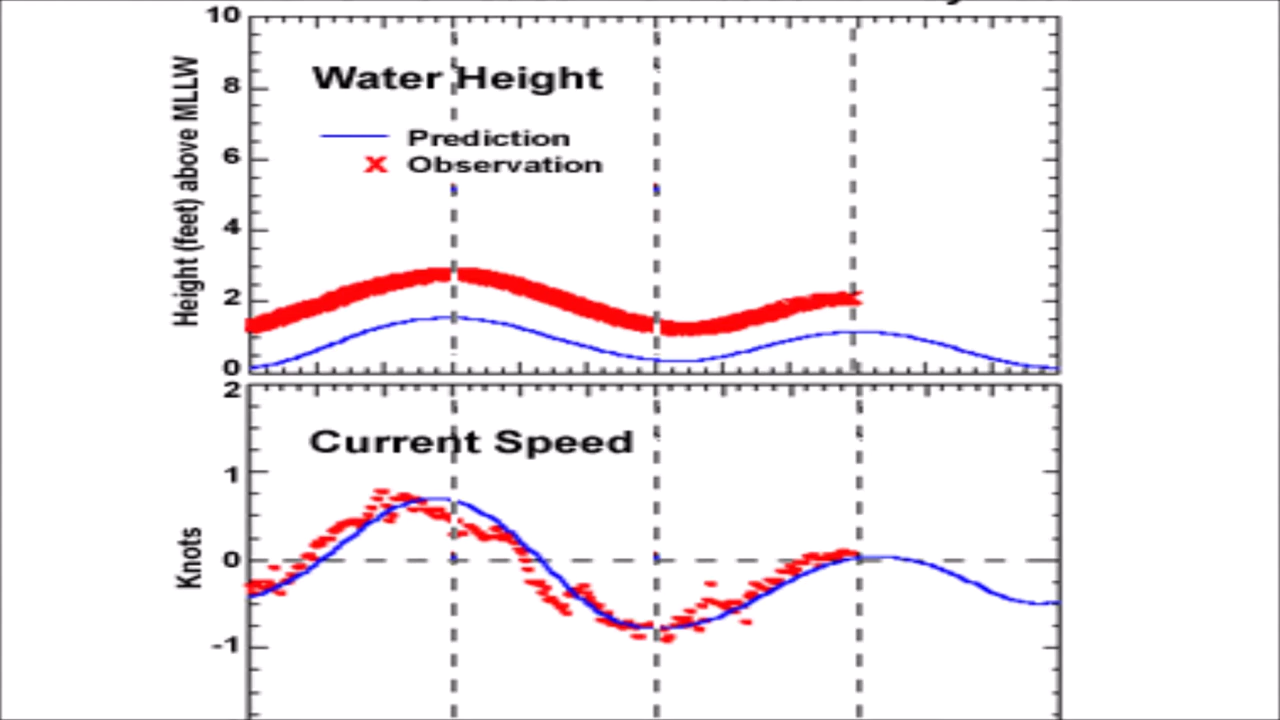 10
Water Height
8
Prediction
6
X Observation
4
2
0
Height (feet) above MLLW
2
Current Speed
1
0
-1
Knots